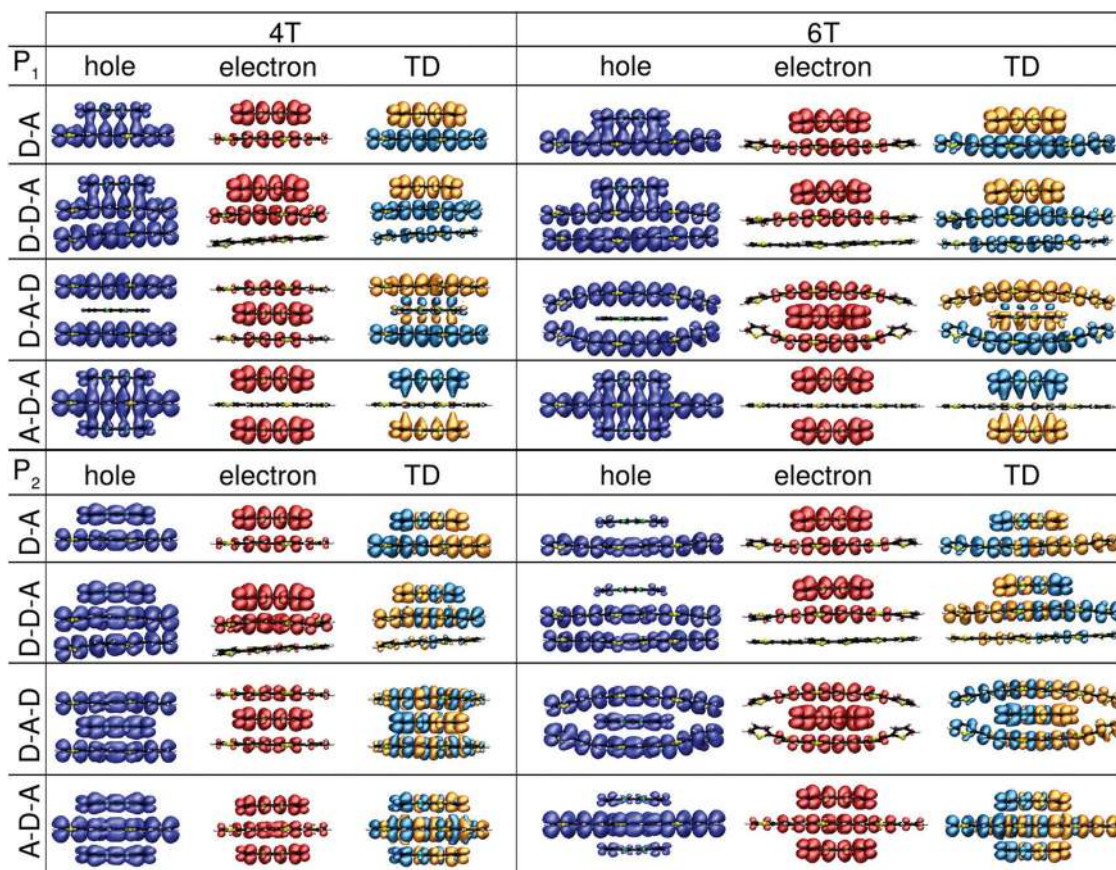 4T 6T
P1 hole electron TD hole electron TD
D-A
D-D-A
D-A-D
A-D-A
P2 hole electron TD hole electron TD
D-A
D-D-A
D-A-D
A-D-A